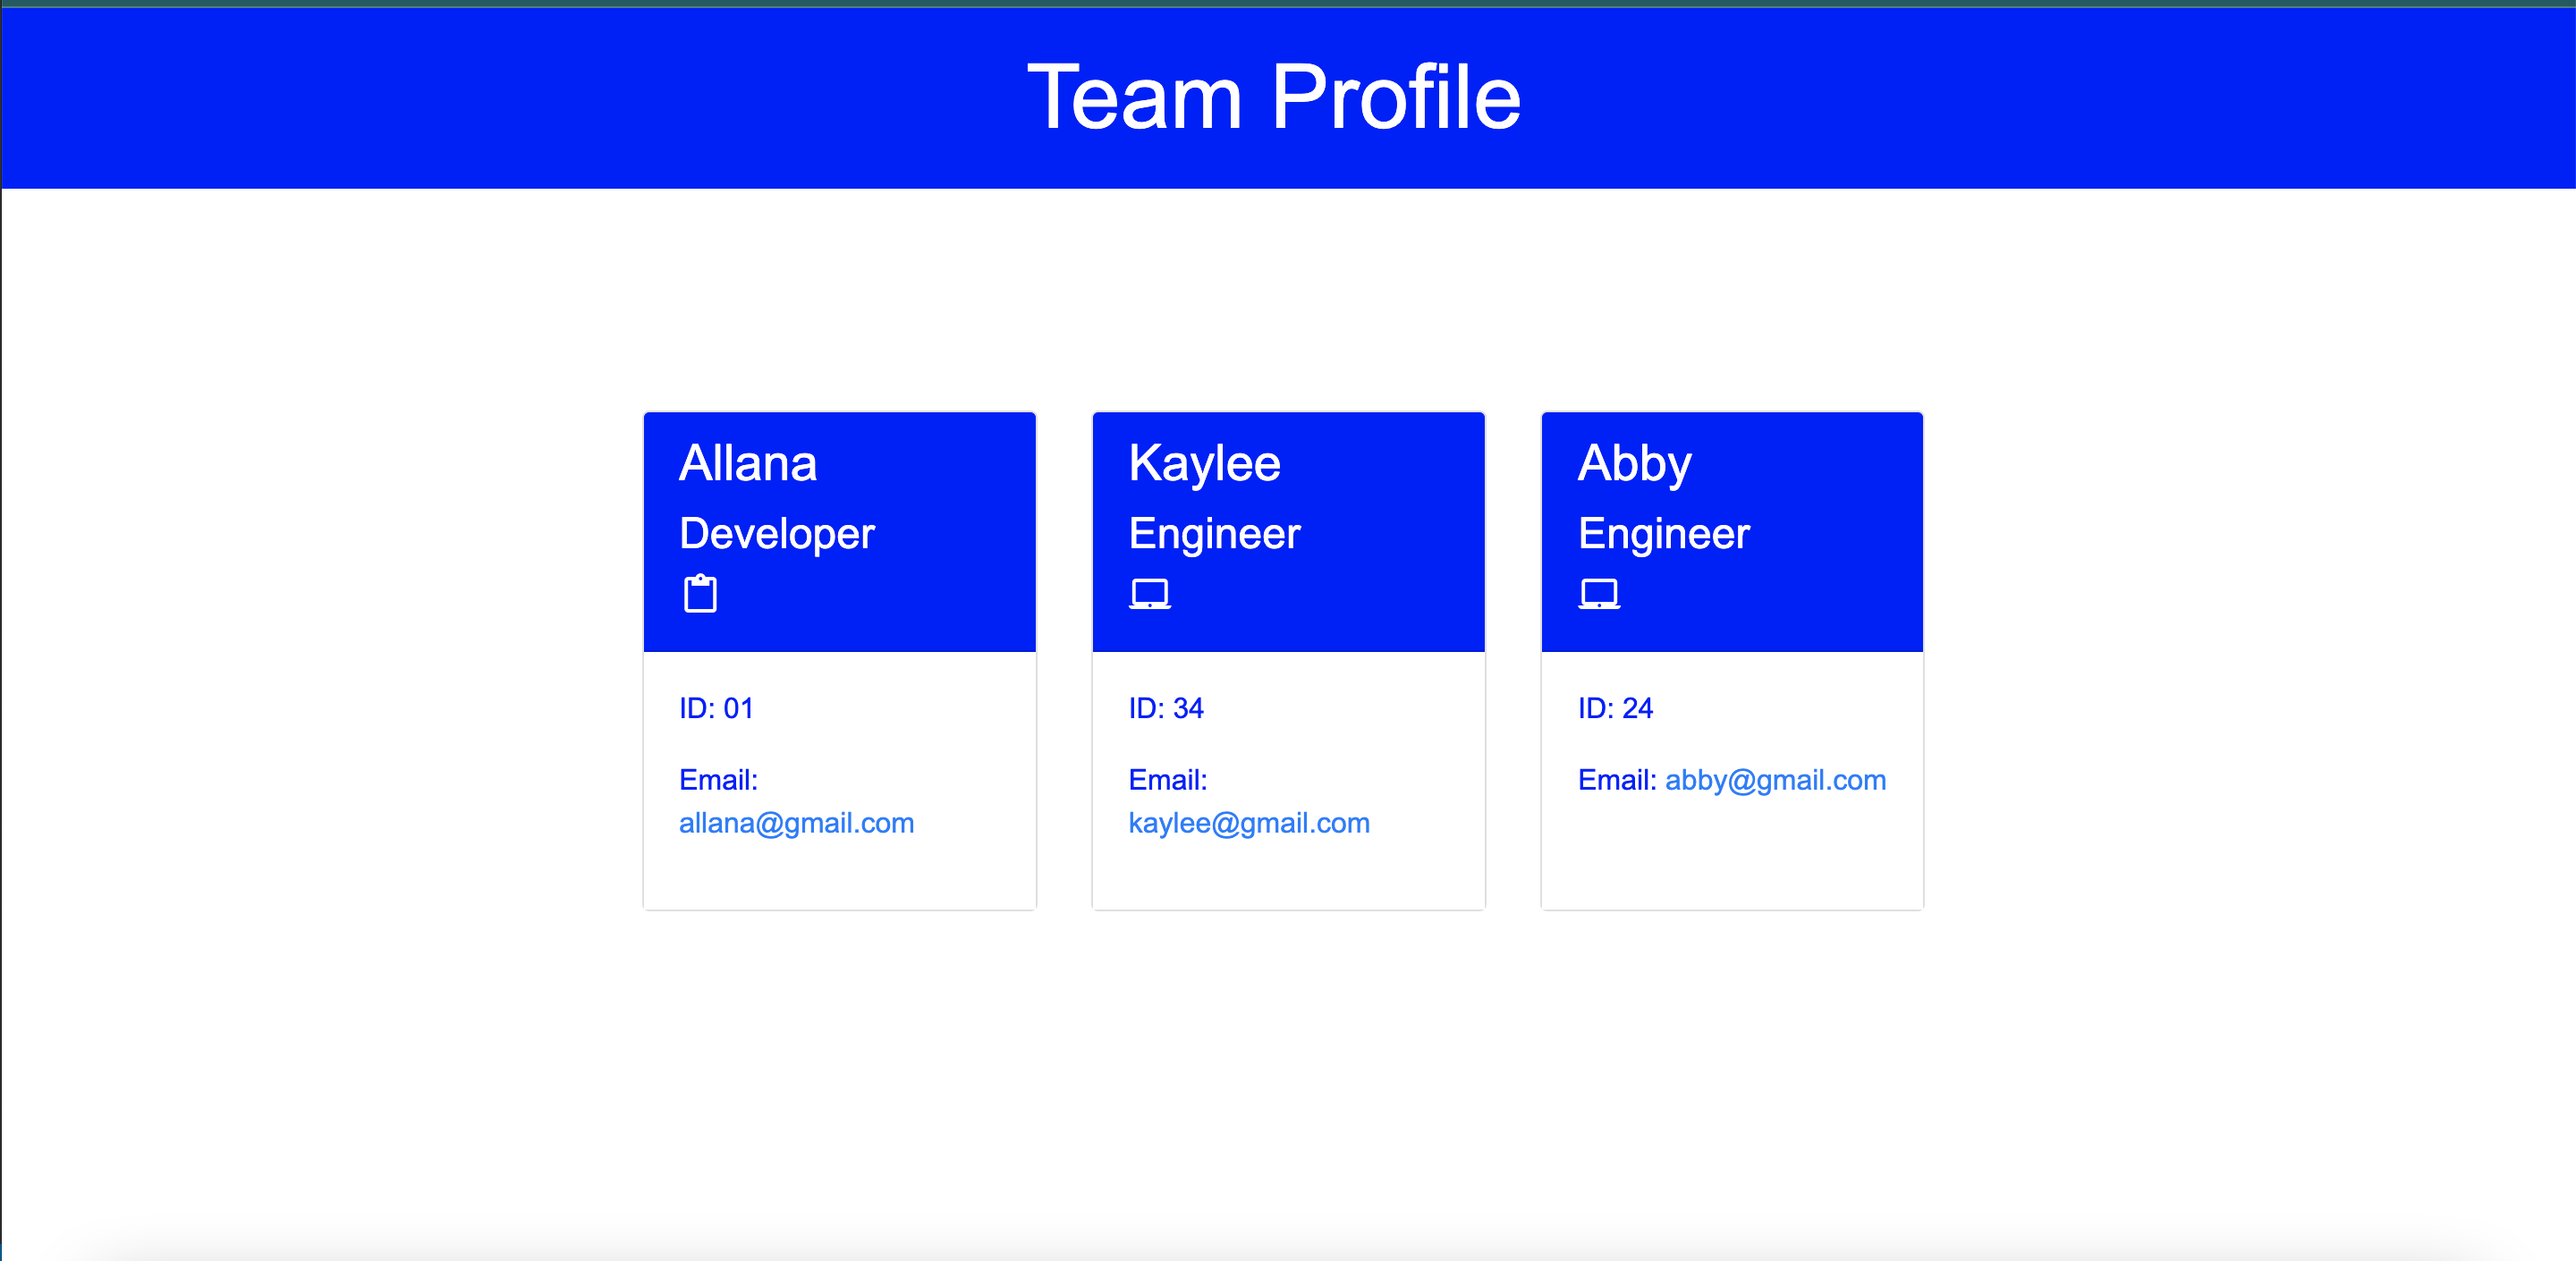 Team Profile
Allana
Developer
ID: 01
Email:
allana@gmail.com
Kaylee
Engineer
ID: 34
Email:
kaylee@gmail.com
Abby
Engineer
ID: 24
Email: abby@gmail.com